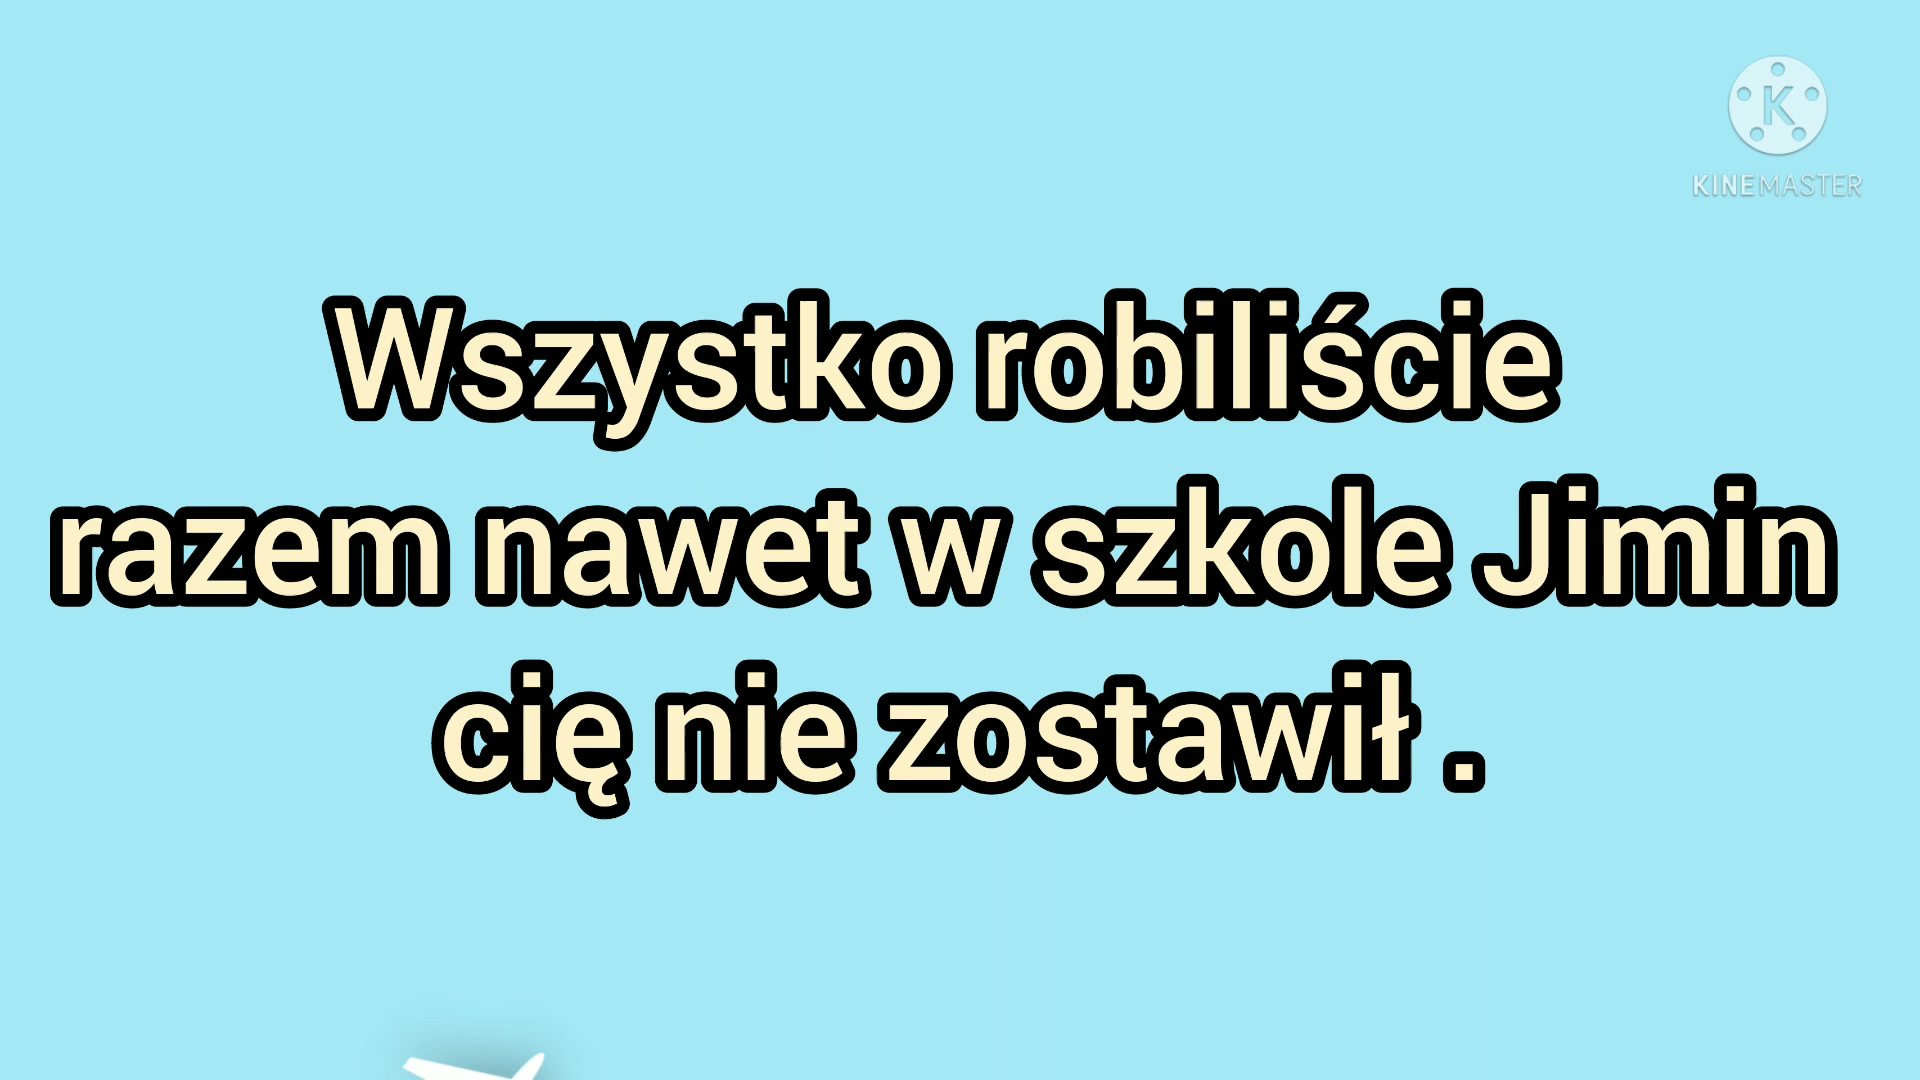 K
KINEMASTER
Wszystko robiliście
razem nawet w szkole Jimin
cię nie zostawił .